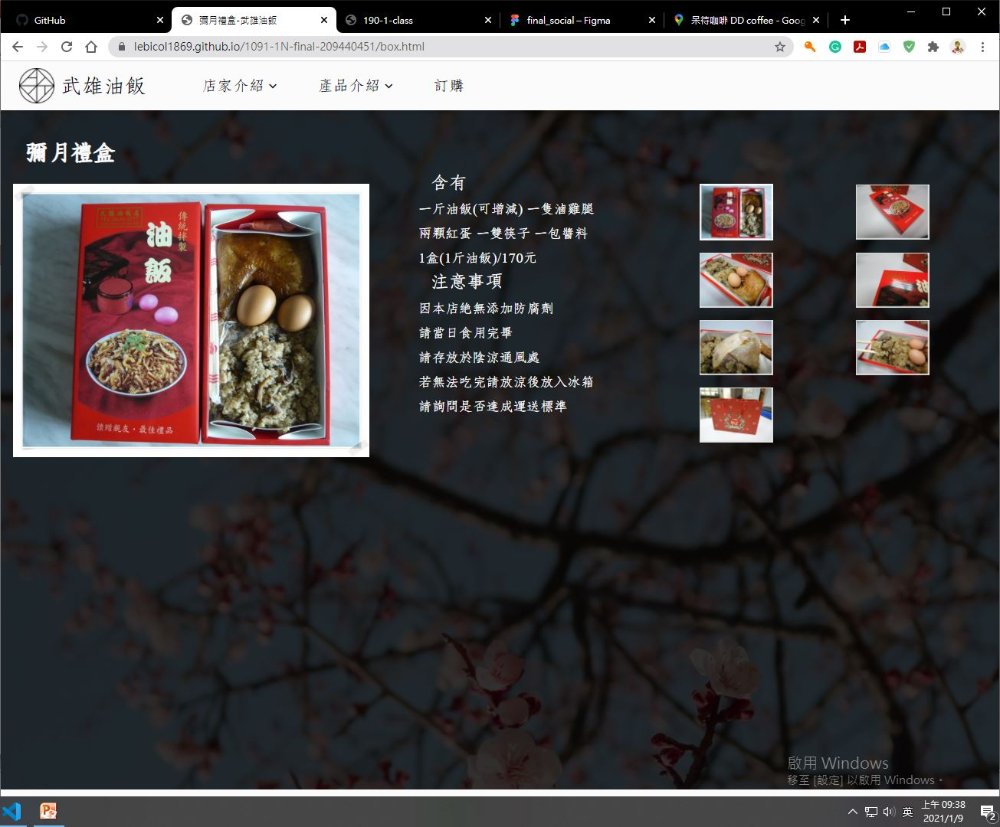 GitHub
彌月禮盒-武雄油飯
190-1-class
final_social – Figma
呆待咖啡 DD coffee - Goog
lebicol1869.github.io/1091-1N-final-209440451/box.html
武雄油飯
店家介紹
產品介紹
訂購
彌月禮盒
傳統拌製
油飯
請贈親友・最佳禮品
含有
一斤油飯(可增減) 一隻滷雞腿
兩顆紅蛋 一雙筷子 一包醬料
1盒(1斤油飯)/170元
注意事項
因本店絕無添加防腐劑
請當日食用完畢
請存放於陰涼通風處
若無法吃完請放涼後放入冰箱
請詢問是否達成運送標準
啟用 Windows
移至 [設定] 以啟用 Windows。
英
上午 09:38
2021/1/9
2